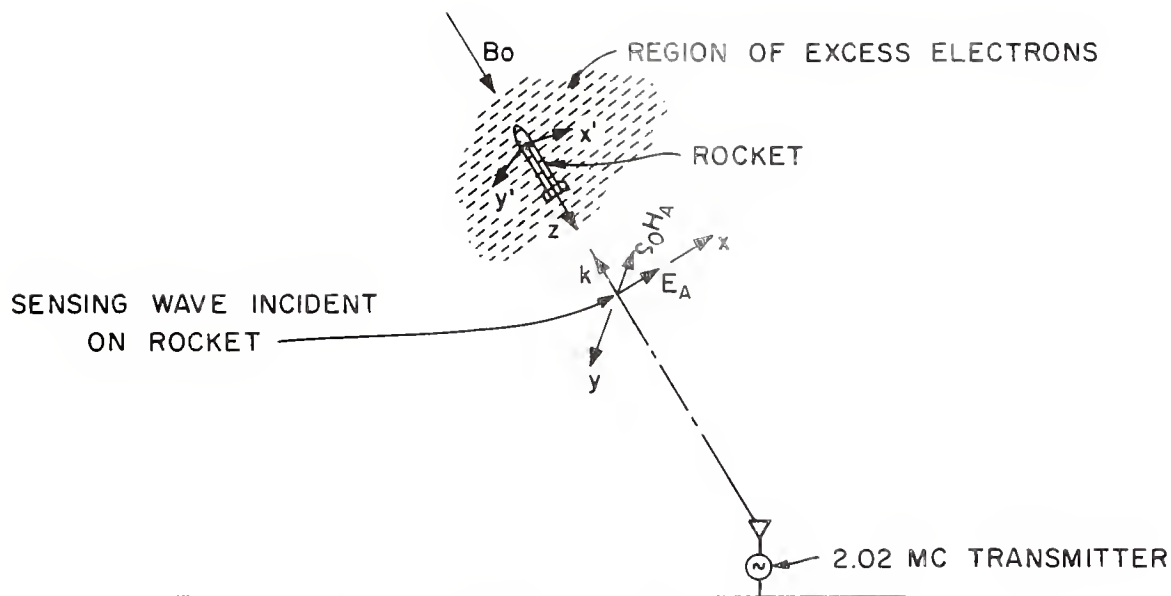 Bo
REGION OF EXCESS ELECTRONS
x'
ROCKET
y'
z
k
ζ₀H_A
x
E_A
SENSING WAVE INCIDENT
ON ROCKET
y
~
2.02 MC TRANSMITTER